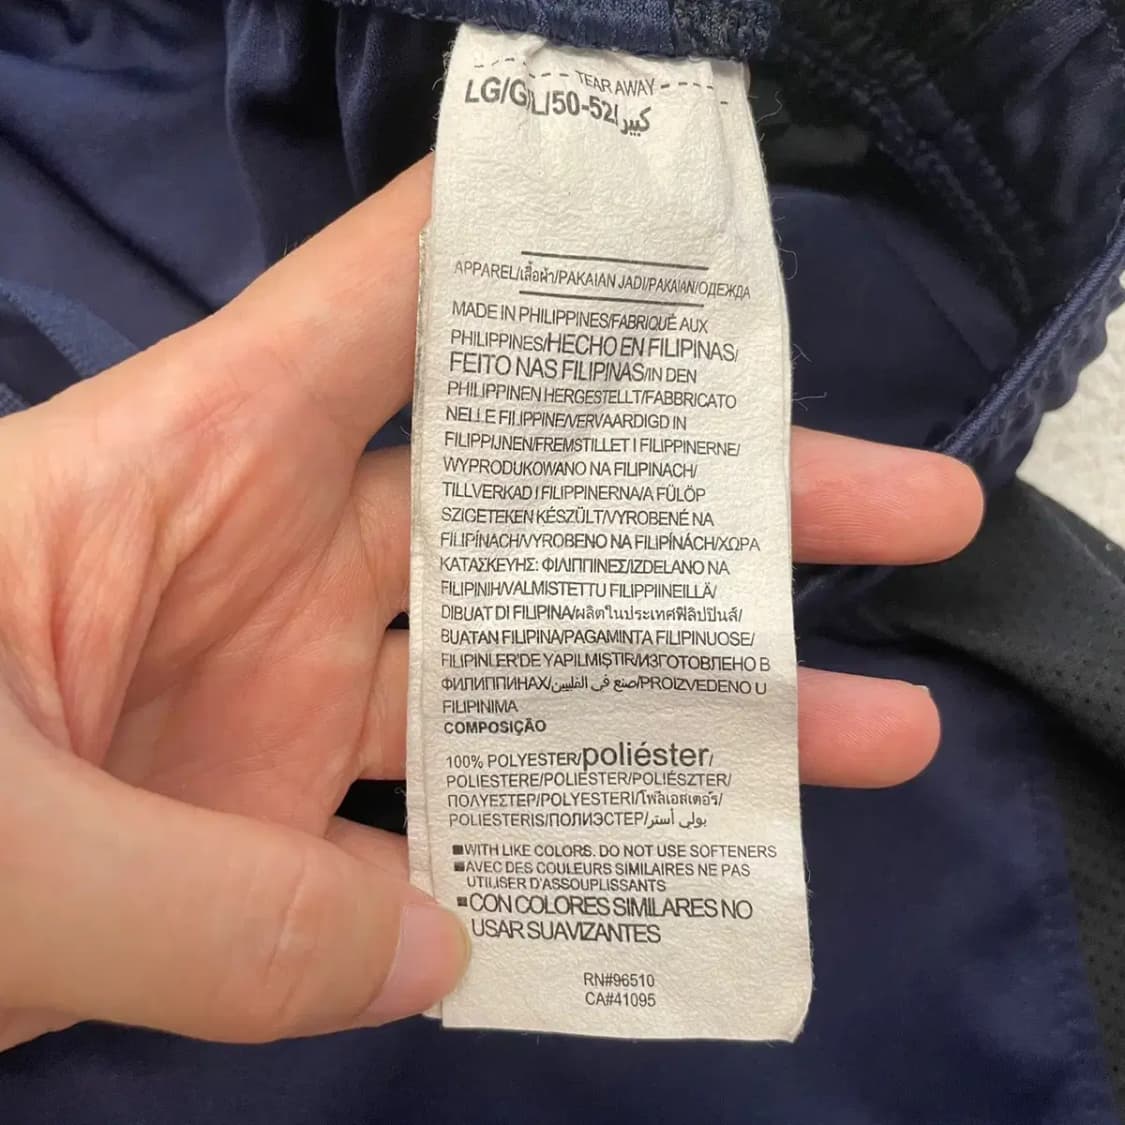 TEAR AWAY
LG/G/L/50-52/كبير
APPAREL/เสื้อผ้า/PAKAIAN JADI/PAKAIAN/ОДЕЖДА
MADE IN PHILIPPINES/FABRIQUÉ AUX
PHILIPPINES/HECHO EN FILIPINAS/
FEITO NAS FILIPINAS/IN DEN
PHILIPPINEN HERGESTELLT/FABBRICATO
NELLE FILIPPINE/VERVAARDIGD IN
FILIPPIJNEN/FREMSTILLET I FILIPPINERNE/
WYPRODUKOWANO NA FILIPINACH/
TILLVERKAD I FILIPPINERNA/A FÜLÖP
SZIGETEKEN KÉSZÜLT/VYROBENÉ NA
FILIPÍNACH/VYROBENO NA FILIPÍNÁCH/ΧΩΡΑ
ΚΑΤΑΣΚΕΥΗΣ: ΦΙΛΙΠΠΙΝΕΣ/IZDELANO NA
FILIPINIH/VALMISTETTU FILIPPIINEILLÄ/
DIBUAT DI FILIPINA/ผลิตในประเทศฟิลิปปินส์/
BUATAN FILIPINA/PAGAMINTA FILIPINUOSE/
FILIPINLER'DE YAPILMIŞTIR/ИЗГОТОВЛЕНО В
ФИЛИППИНАХ/صنع في الفلبين/PROIZVEDENO U
FILIPINIMA
COMPOSIÇÃO
100% POLYESTER/poliéster/
POLIESTERE/POLIESTER/POLIÉSZTER/
ΠΟΛΥΕΣΤΕΡ/POLYESTERI/โพลีเอสเตอร์/
POLIESTERIS/ПОЛИЭСТЕР/بولي أستر
■WITH LIKE COLORS. DO NOT USE SOFTENERS
■AVEC DES COULEURS SIMILAIRES NE PAS
UTILISER D'ASSOUPLISSANTS
■CON COLORES SIMILARES NO
USAR SUAVIZANTES
RN#96510
CA#41095